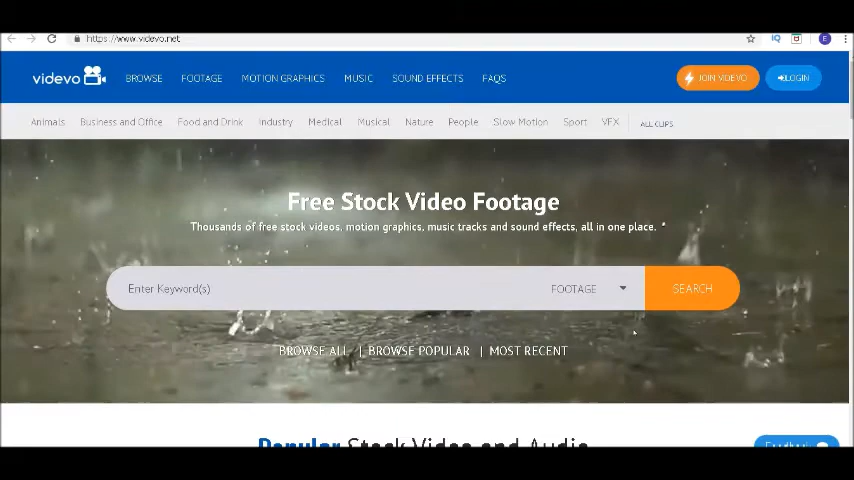 https://www.videvo.net
videvo
BROWSE FOOTAGE MOTION GRAPHICS MUSIC SOUND EFFECTS FAQS
JOIN VIDEVO
LOGIN
Animals Business and Office Food and Drink Industry Medical Musical Nature People Slow Motion Sport VFX ALL CLIPS
Free Stock Video Footage
Thousands of free stock videos, motion graphics, music tracks and sound effects, all in one place. *
Enter Keyword(s) FOOTAGE SEARCH
BROWSE ALL | BROWSE POPULAR | MOST RECENT
Popular Stock Video and Audio
Feedback